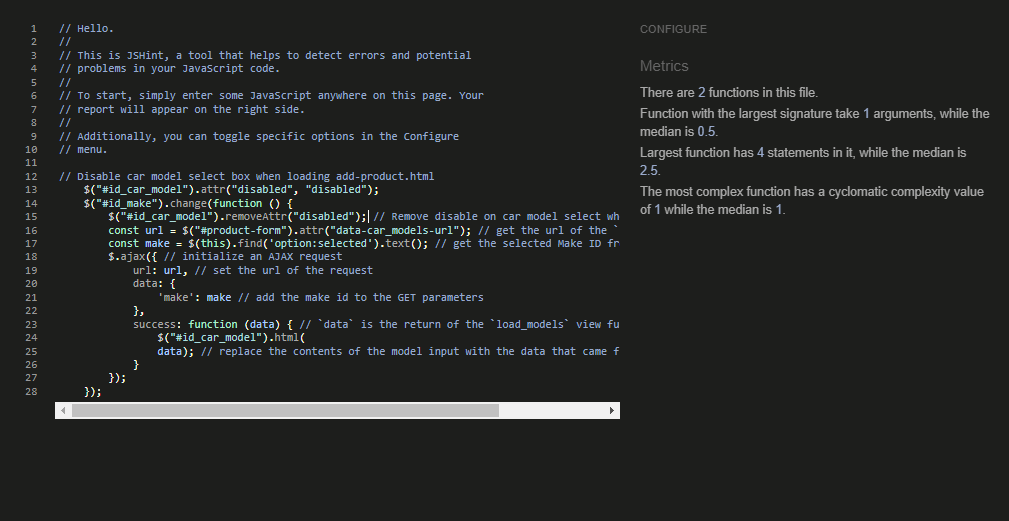 1 // Hello.
2 //
3 // This is JSHint, a tool that helps to detect errors and potential
4 // problems in your JavaScript code.
5 //
6 // To start, simply enter some JavaScript anywhere on this page. Your
7 // report will appear on the right side.
8 //
9 // Additionally, you can toggle specific options in the Configure
10 // menu.
11
12 // Disable car model select box when loading add-product.html
13     $("#id_car_model").attr("disabled", "disabled");
14     $("#id_make").change(function () {
15         $("#id_car_model").removeAttr("disabled"); // Remove disable on car model select wh
16         const url = $("#product-form").attr("data-car_models-url"); // get the url of the `
17         const make = $(this).find('option:selected').text(); // get the selected Make ID fr
18         $.ajax({ // initialize an AJAX request
19             url: url, // set the url of the request
20             data: {
21                 'make': make // add the make id to the GET parameters
22             },
23             success: function (data) { // `data` is the return of the `load_models` view fu
24                 $("#id_car_model").html(
25                 data); // replace the contents of the model input with the data that came f
26             }
27         });
28     });
CONFIGURE
Metrics
There are 2 functions in this file.
Function with the largest signature take 1 arguments, while the
median is 0.5.
Largest function has 4 statements in it, while the median is
2.5.
The most complex function has a cyclomatic complexity value
of 1 while the median is 1.